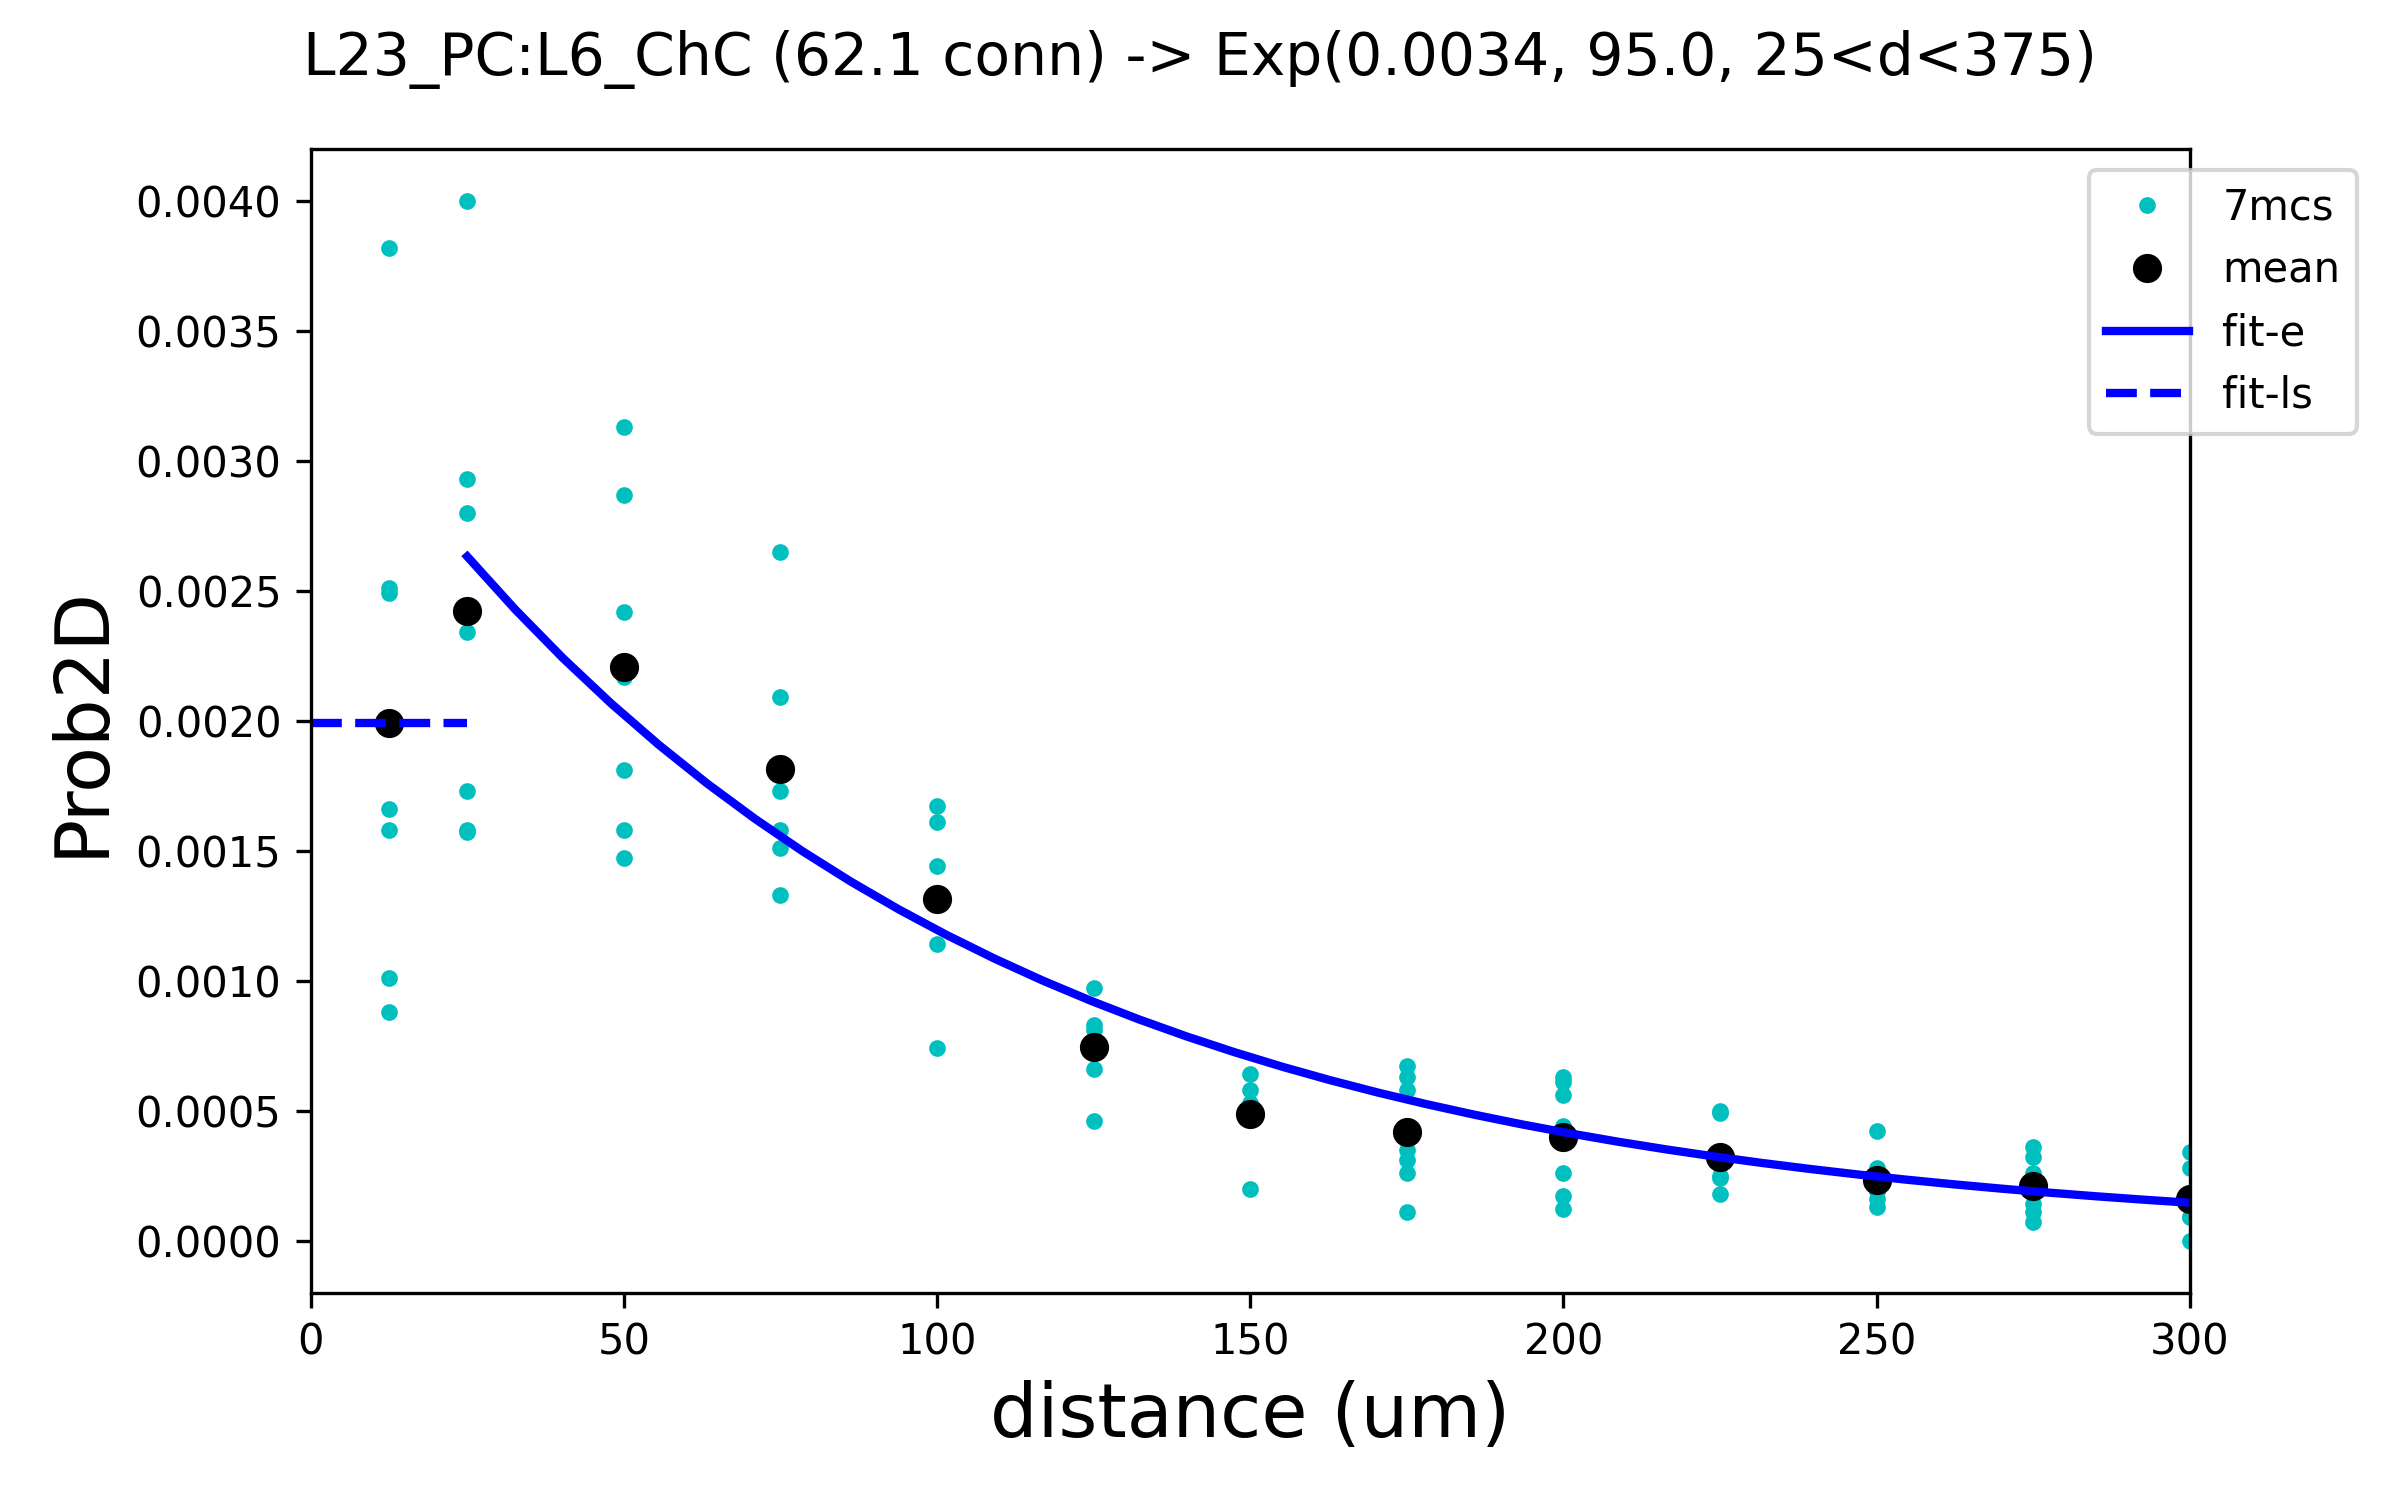 L23_PC:L6_ChC (62.1 conn) -> Exp(0.0034, 95.0, 25<d<375)
7mcs
mean
fit-e
fit-ls
Prob2D
0.0040
0.0035
0.0030
0.0025
0.0020
0.0015
0.0010
0.0005
0.0000
0 50 100 150 200 250 300
distance (um)